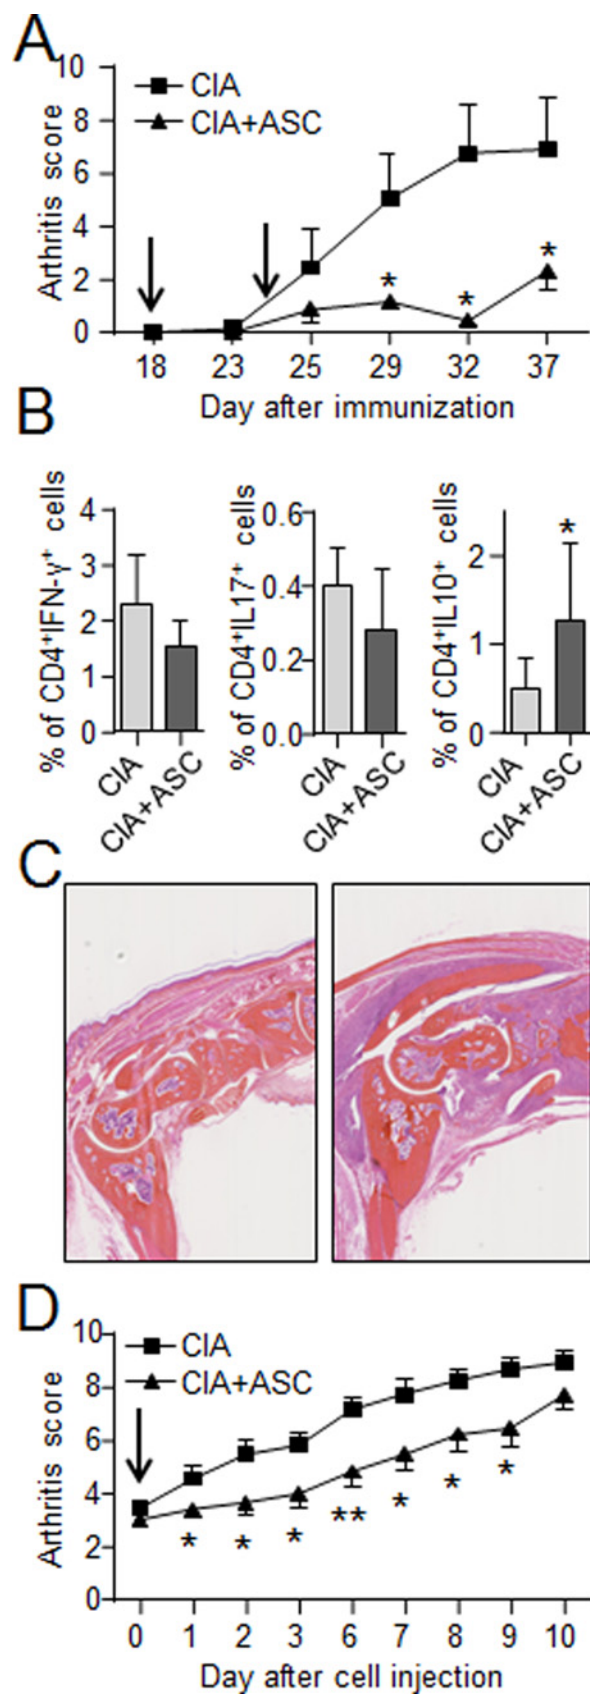 A
10
8
6
4
2
0
Arthritis score
CIA
CIA+ASC
*
*
*
18 23 25 29 32 37
Day after immunization
B
% of CD4⁺IFN-γ⁺ cells
4
3
2
1
0
CIA
CIA+ASC
% of CD4⁺IL17⁺ cells
0.6
0.4
0.2
0.0
CIA
CIA+ASC
% of CD4⁺IL10⁺ cells
2
1
0
*
CIA
CIA+ASC
C
D
10
8
6
4
2
0
Arthritis score
CIA
CIA+ASC
* * * ** * * *
0 1 2 3 6 7 8 9 10
Day after cell injection